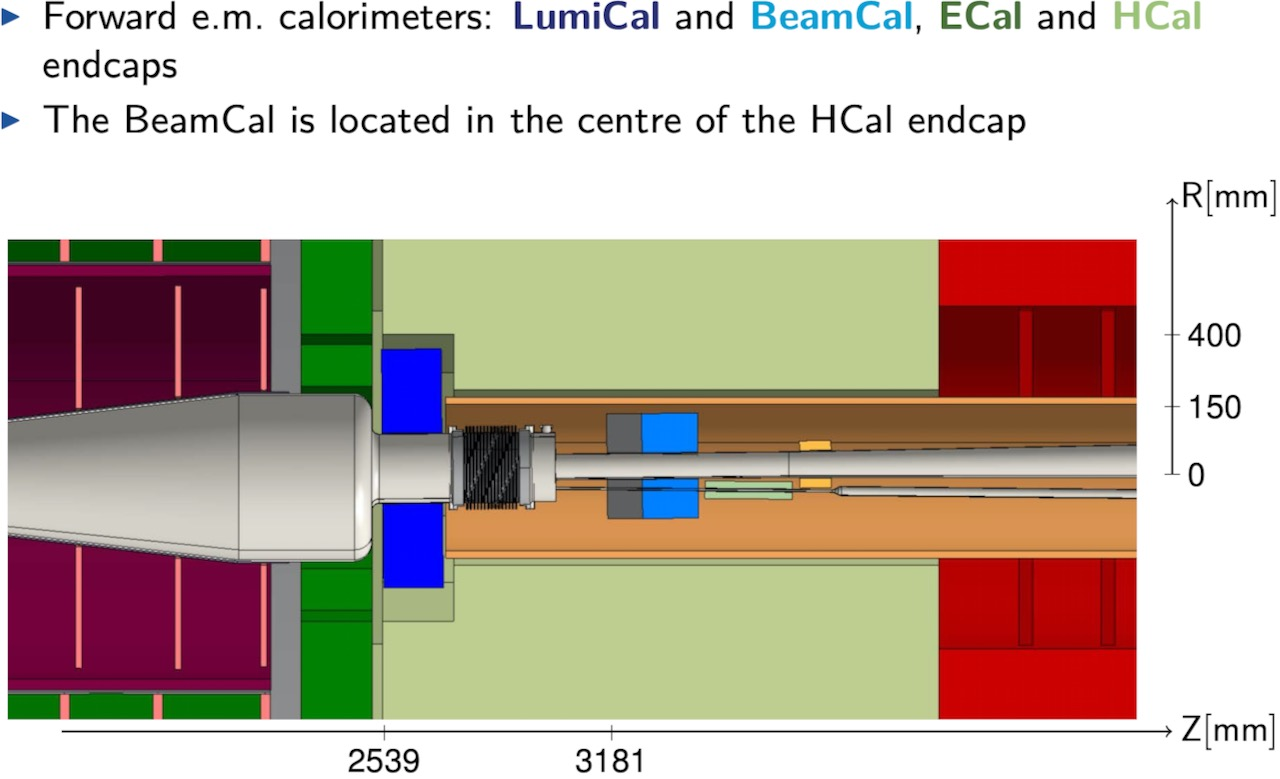 ▶ Forward e.m. calorimeters: LumiCal and BeamCal, ECal and HCal
endcaps
▶ The BeamCal is located in the centre of the HCal endcap
R[mm]
400
150
0
Z[mm]
2539
3181